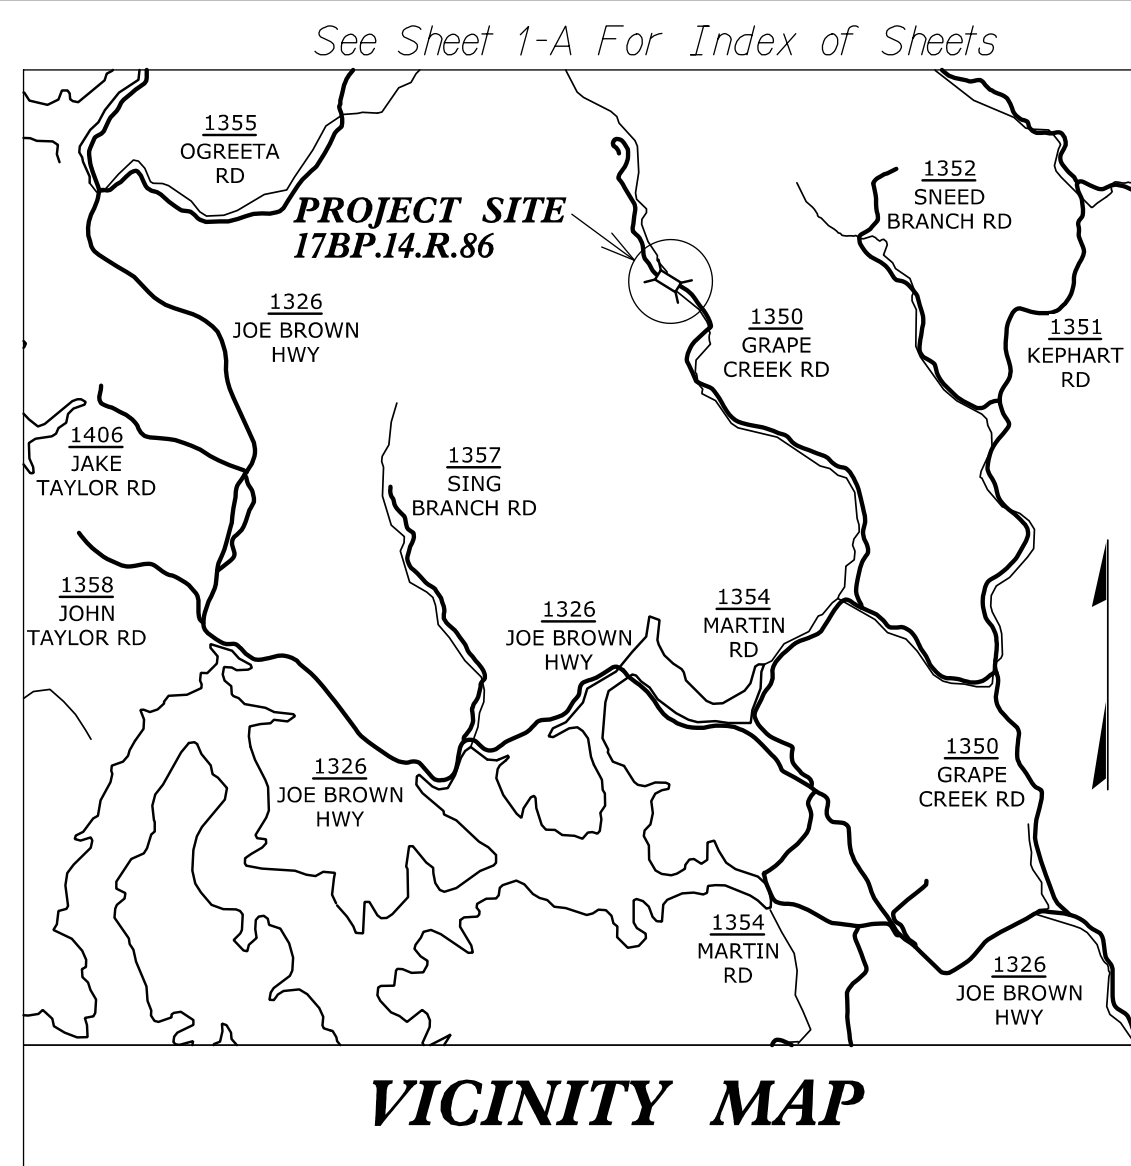 See Sheet 1-A For Index of Sheets
1355
OGREETA
RD
1352
SNEED
BRANCH RD
PROJECT SITE
17BP.14.R.86
1326
JOE BROWN
HWY
1350
GRAPE
CREEK RD
1351
KEPHART
RD
1406
JAKE
TAYLOR RD
1357
SING
BRANCH RD
1358
JOHN
TAYLOR RD
1326
JOE BROWN
HWY
1354
MARTIN
RD
1326
JOE BROWN
HWY
1350
GRAPE
CREEK RD
1354
MARTIN
RD
1326
JOE BROWN
HWY
VICINITY MAP